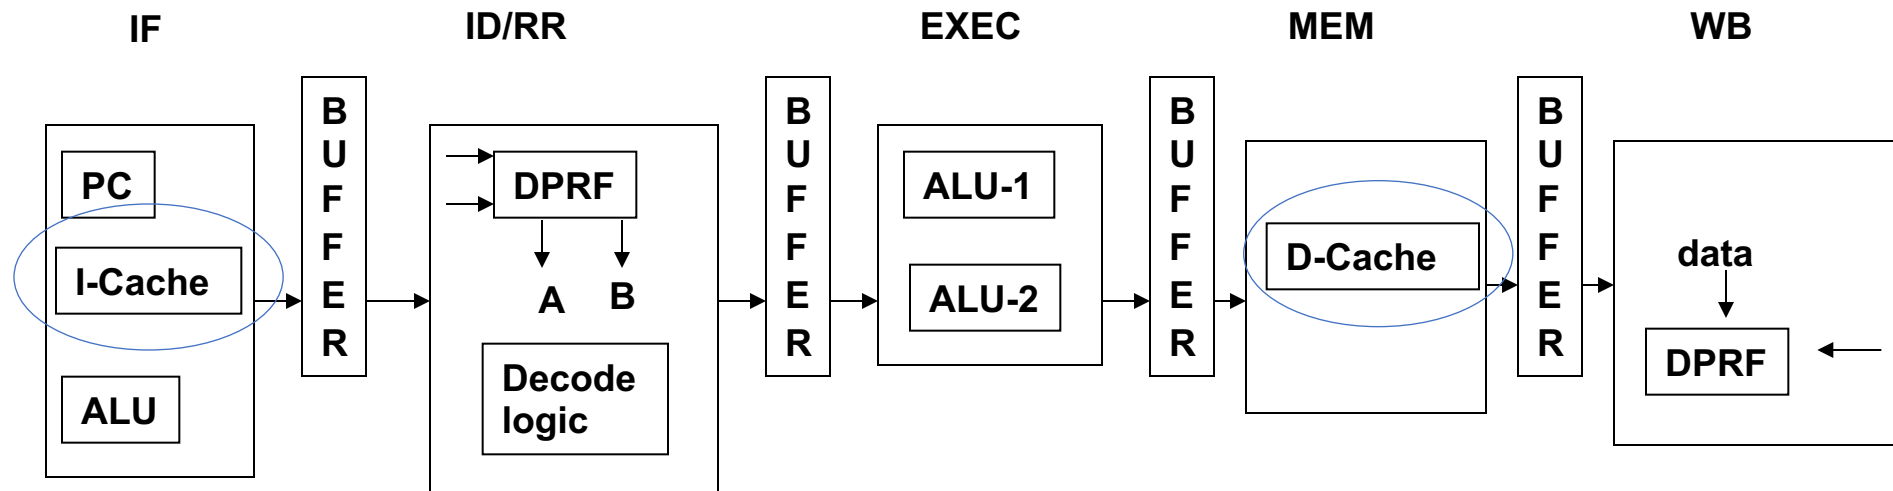 IF
ID/RR
EXEC
MEM
WB
PC
I-Cache
ALU
B
U
F
F
E
R
DPRF
A
B
Decode
logic
B
U
F
F
E
R
ALU-1
ALU-2
B
U
F
F
E
R
D-Cache
B
U
F
F
E
R
data
DPRF